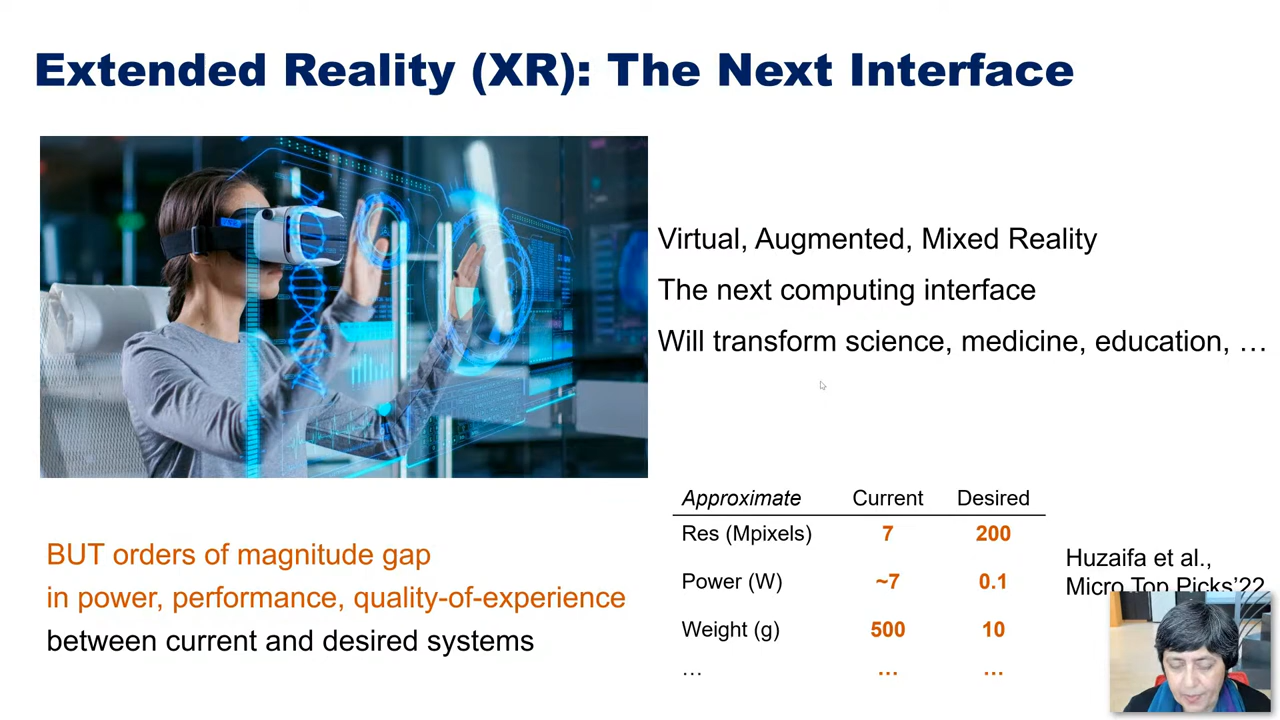 Extended Reality (XR): The Next Interface
Virtual, Augmented, Mixed Reality
The next computing interface
Will transform science, medicine, education, …
Approximate Current Desired
Res (Mpixels) 7 200
Power (W) ~7 0.1
Weight (g) 500 10
… … …
Huzaifa et al.,
Micro Top Picks'22
BUT orders of magnitude gap
in power, performance, quality-of-experience
between current and desired systems